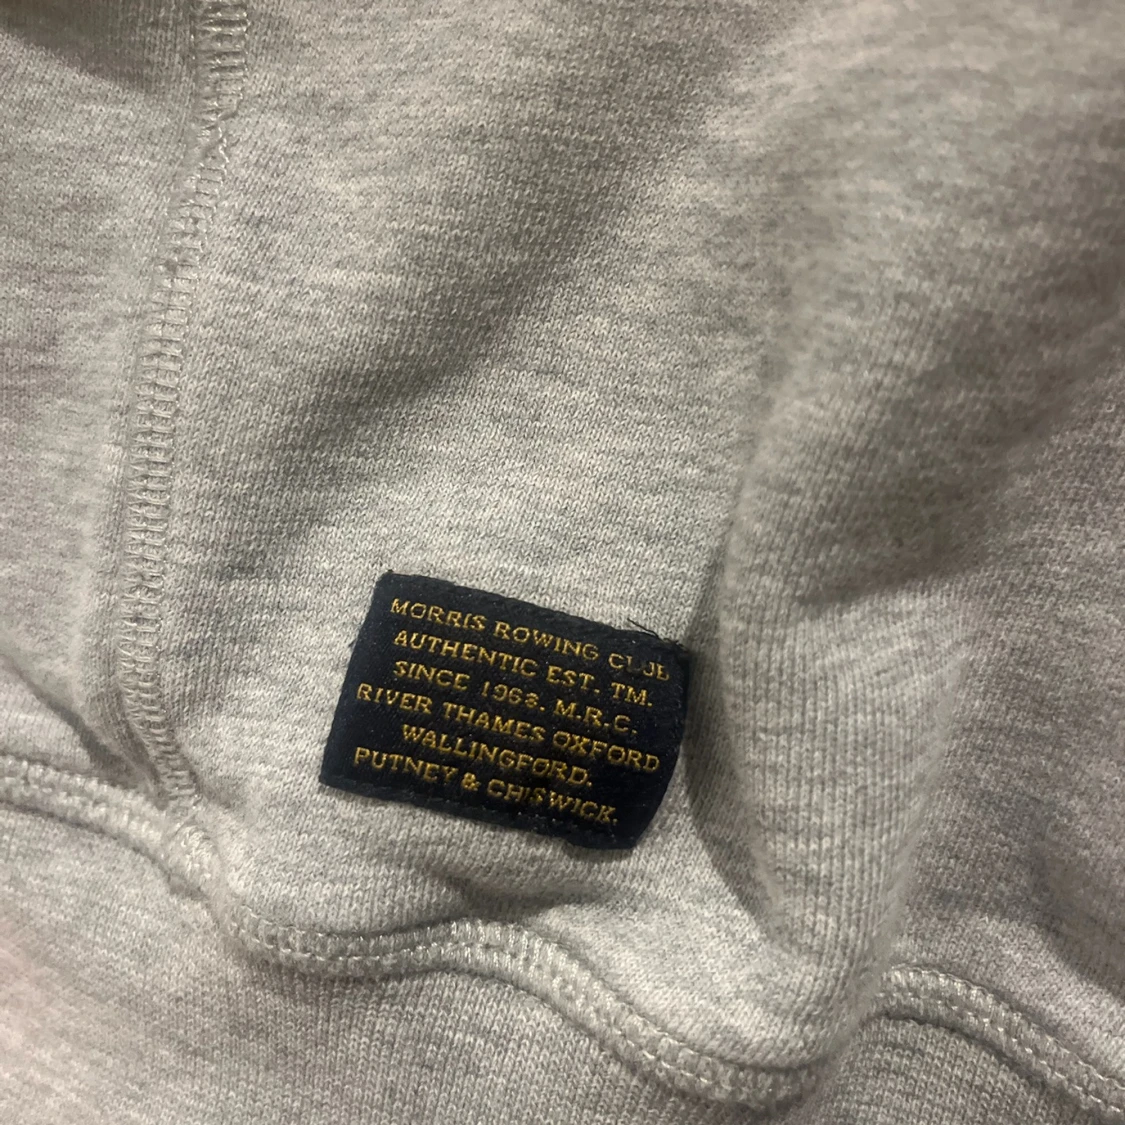 MORRIS ROWING CLUB
AUTHENTIC EST. TM.
SINCE 1963. M.R.C.
RIVER THAMES OXFORD
WALLINGFORD.
PUTNEY & CHISWICK.